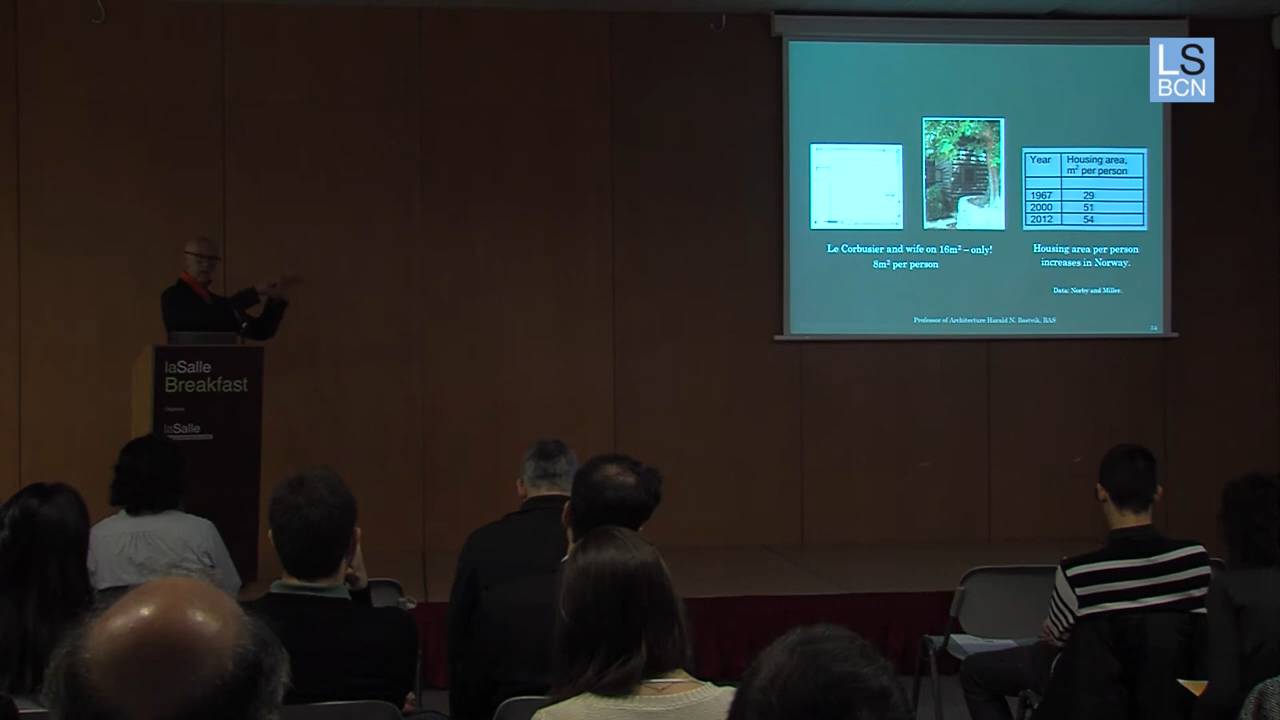 LS
BCN
Year Housing area,
m² per person
1967 29
2000 51
2012 54
Le Corbusier and wife on 16m² – only!
8m² per person
Housing area per person
increases in Norway.
Data: Norby and Miller.
Professor of Architecture Harald N. Røstvik, BAS
34
laSalle
Breakfast
laSalle